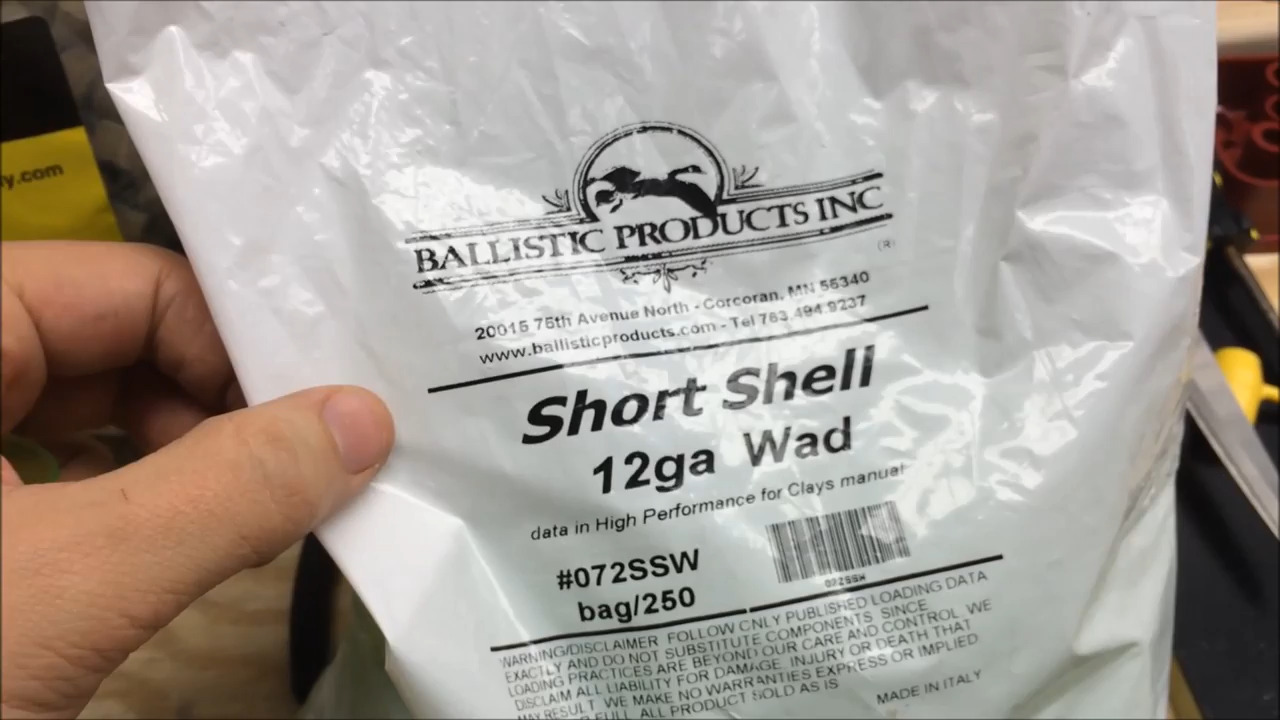 y.com
BALLISTIC PRODUCTS INC
(R)
20015 75th Avenue North - Corcoran, MN 55340
www.ballisticproducts.com - Tel 763.494.9237
Short Shell
12ga Wad
data in High Performance for Clays manual
#072SSW
bag/250
072SSW
WARNING/DISCLAIMER FOLLOW ONLY PUBLISHED LOADING DATA
EXACTLY AND DO NOT SUBSTITUTE COMPONENTS SINCE
LOADING PRACTICES ARE BEYOND OUR CARE AND CONTROL, WE
DISCLAIM ALL LIABILITY FOR DAMAGE, INJURY OR DEATH THAT
MAY RESULT WE MAKE NO WARRANTIES EXPRESS OR IMPLIED
FULL ALL PRODUCT SOLD AS IS
MADE IN ITALY